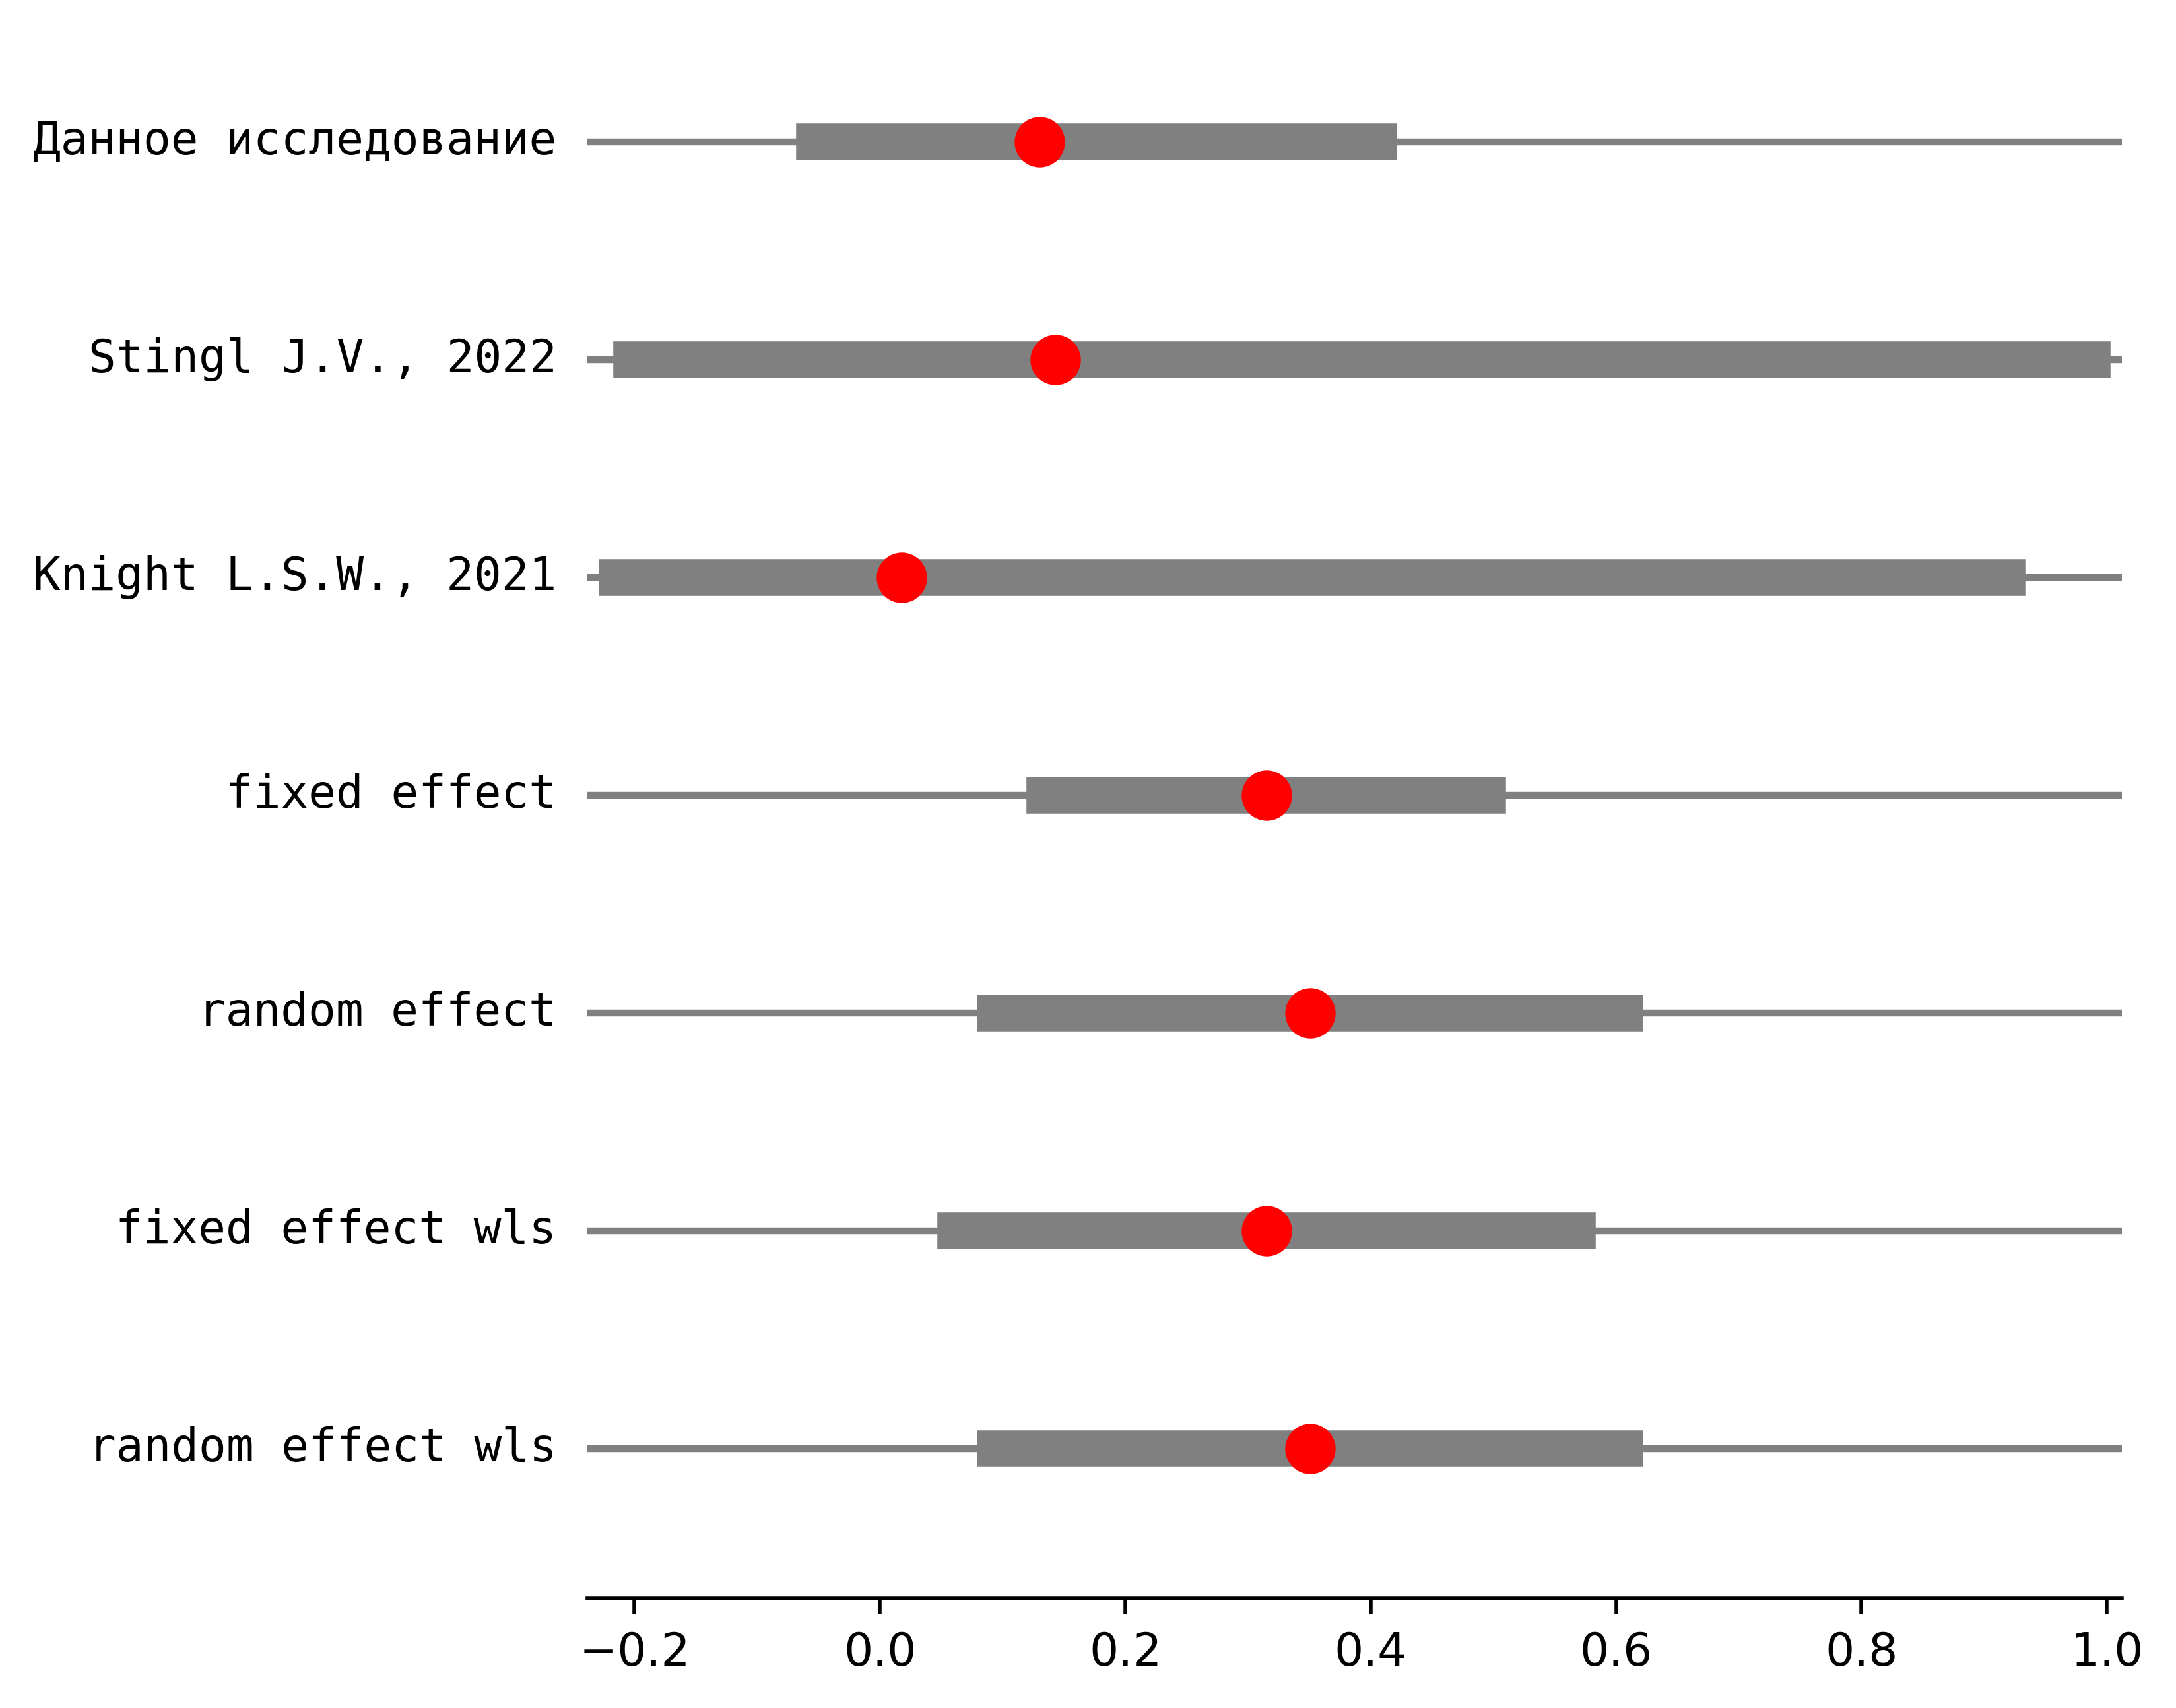 Данное исследование
Stingl J.V., 2022
Knight L.S.W., 2021
fixed effect
random effect
fixed effect wls
random effect wls
−0.2 0.0 0.2 0.4 0.6 0.8 1.0